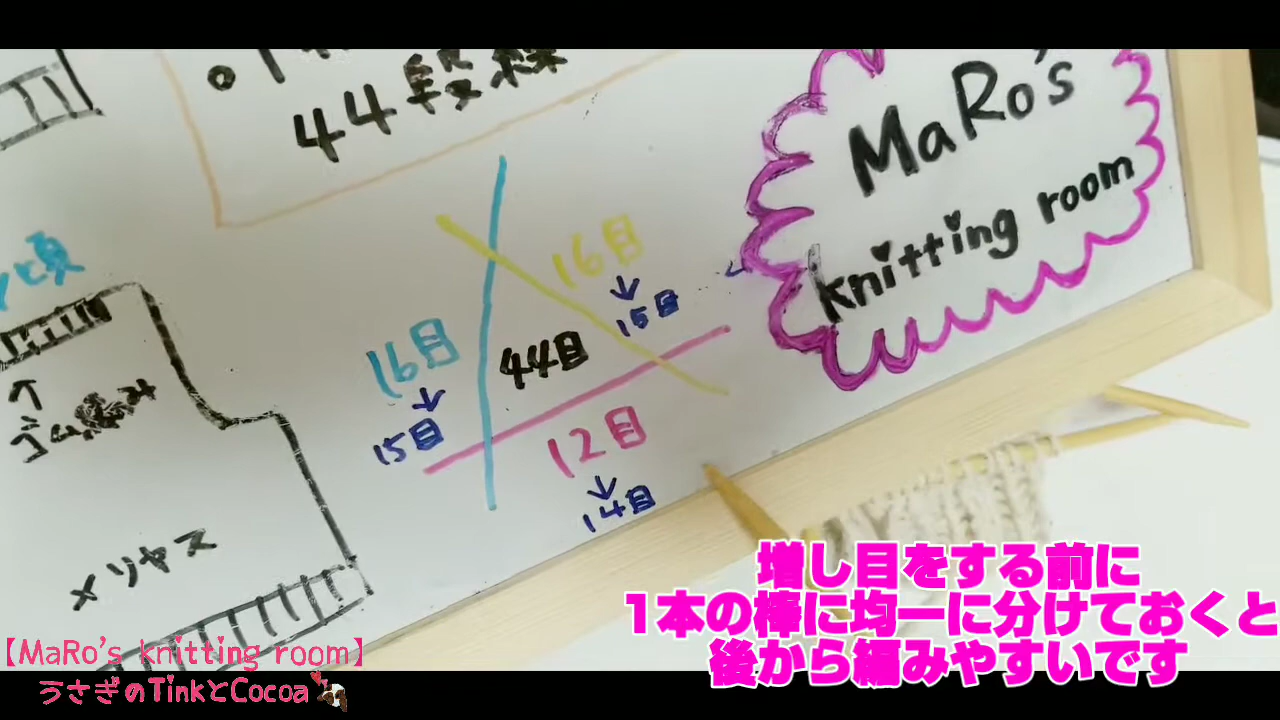 44段
MaRo's
knitting room
頃
16目
↓
15目
16目
↓
15目
44目
12目
↓
14目
↑
ゴム編み
メリヤス
増し目をする前に
1本の棒に均一に分けておくと
後から編みやすいです
【MaRo's knitting room】
うさぎのTinkとCocoa